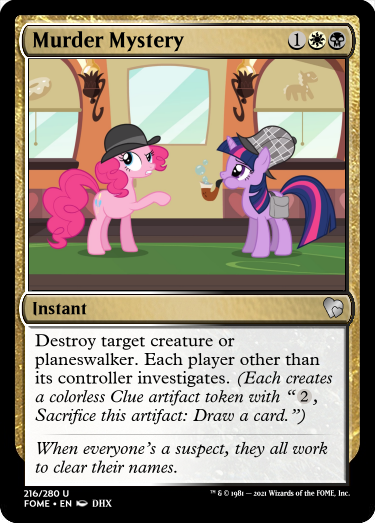 Murder Mystery 1
Instant
Destroy target creature or
planeswalker. Each player other than
its controller investigates. (Each creates
a colorless Clue artifact token with “2,
Sacrifice this artifact: Draw a card.”)
When everyone’s a suspect, they all work
to clear their names.
216/280 U
FOME • EN DHX
™ & © 1981 — 2021 Wizards of the FOME, Inc.